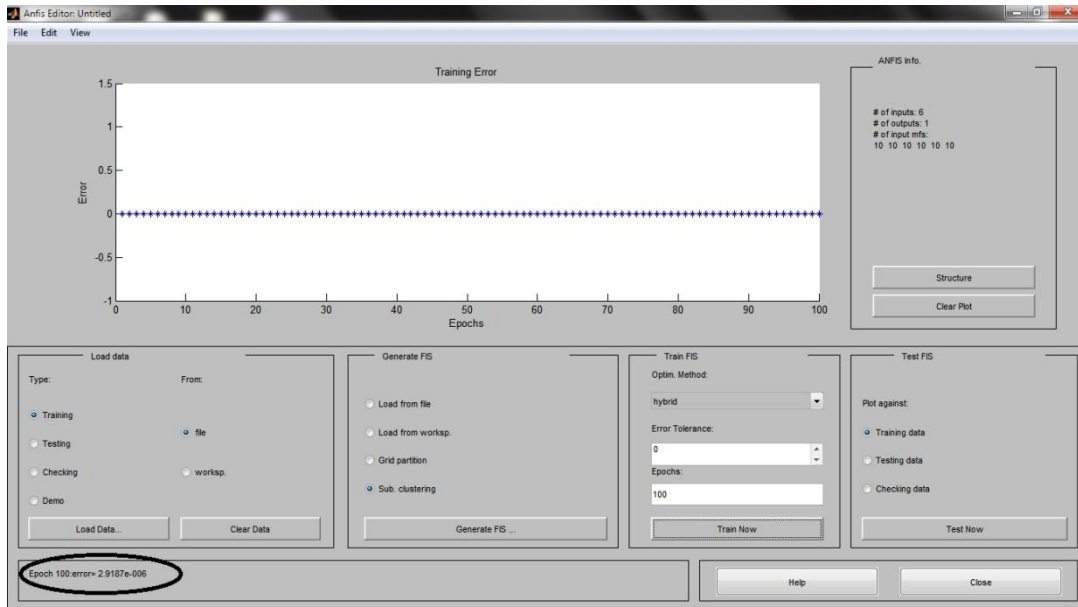 Anfis Editor: Untitled
File Edit View
Training Error
1.5
1
0.5
0
-0.5
-1
Error
0 10 20 30 40 50 60 70 80 90 100
Epochs
ANFIS Info.
# of inputs: 6
# of outputs: 1
# of input mfs:
10 10 10 10 10 10
Structure
Clear Plot
Load data
Type:
From:
Training
Testing
Checking
Demo
file
worksp.
Load Data...
Clear Data
Generate FIS
Load from file
Load from worksp.
Grid partition
Sub. clustering
Generate FIS ...
Train FIS
Optim. Method:
hybrid
Error Tolerance:
0
Epochs:
100
Train Now
Test FIS
Plot against:
Training data
Testing data
Checking data
Test Now
Epoch 100:error= 2.9187e-006
Help
Close